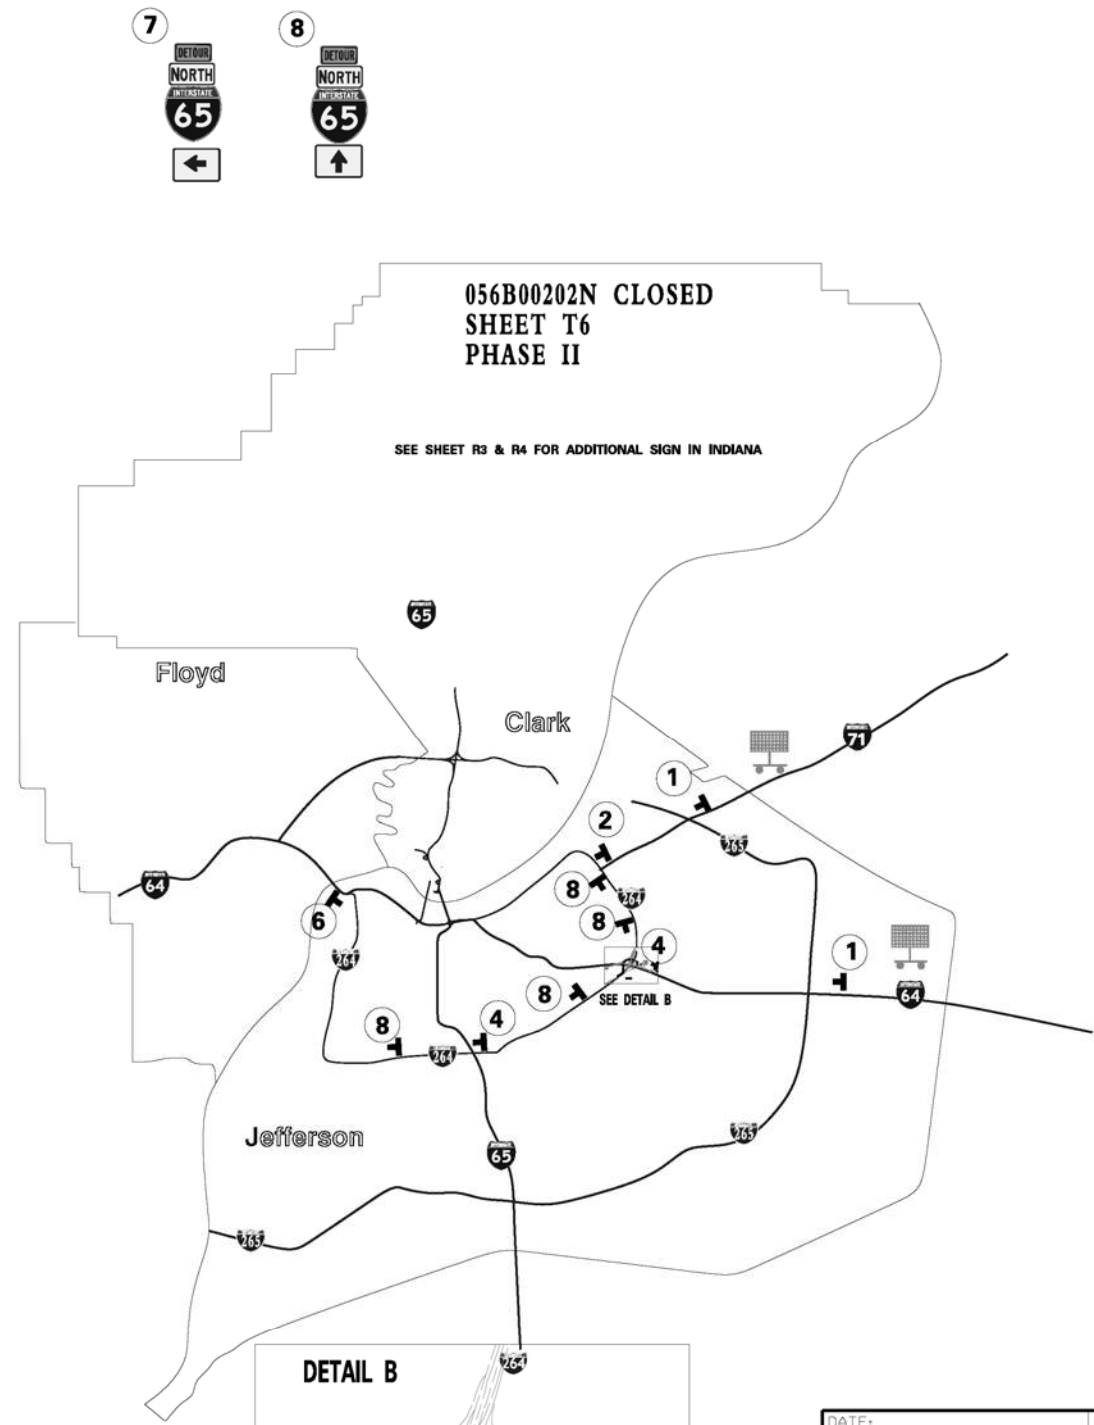 7
8
DETOUR
DETOUR
NORTH
NORTH
INTERSTATE
INTERSTATE
65
65
056B00202N CLOSED
SHEET T6
PHASE II
SEE SHEET R3 & R4 FOR ADDITIONAL SIGN IN INDIANA
65
Floyd
Clark
71
1
2
265
64
8
264
6
8
4
1
264
8
SEE DETAIL B
64
8
4
264
Jefferson
265
65
265
DETAIL B
264
DATE: